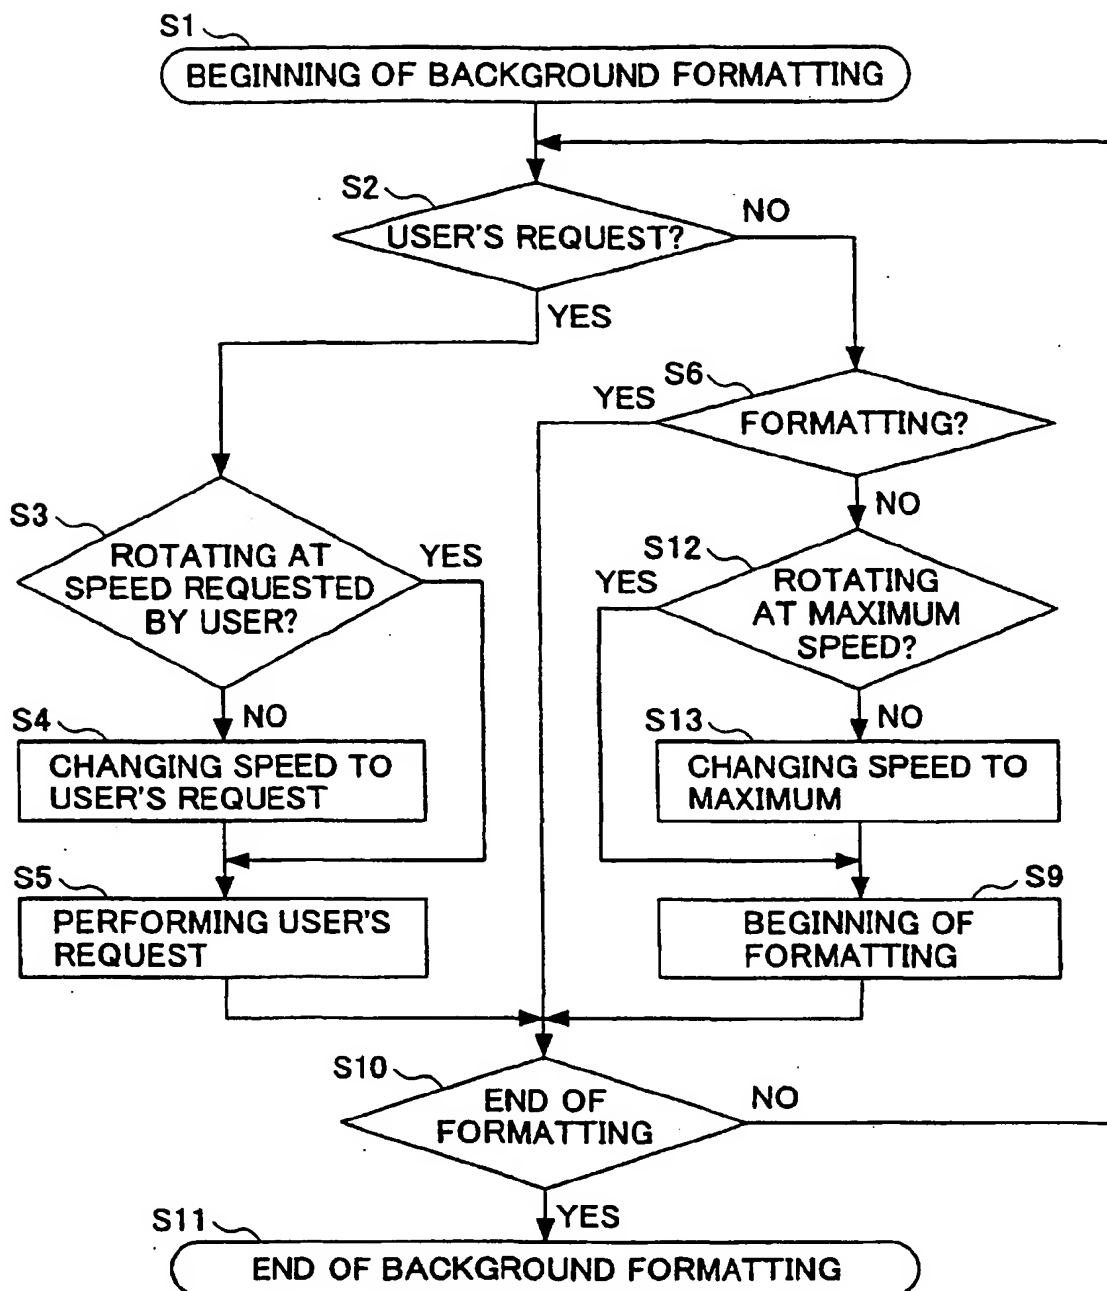 S1
BEGINNING OF BACKGROUND FORMATTING
S2
USER'S REQUEST?
NO
YES
S6
YES
FORMATTING?
NO
S3
ROTATING AT
SPEED REQUESTED
BY USER?
YES
S12
YES
ROTATING
AT MAXIMUM
SPEED?
NO
S4
CHANGING SPEED TO
USER'S REQUEST
NO
S13
CHANGING SPEED TO
MAXIMUM
S5
PERFORMING USER'S
REQUEST
S9
BEGINNING OF
FORMATTING
S10
END OF
FORMATTING
NO
YES
S11
END OF BACKGROUND FORMATTING